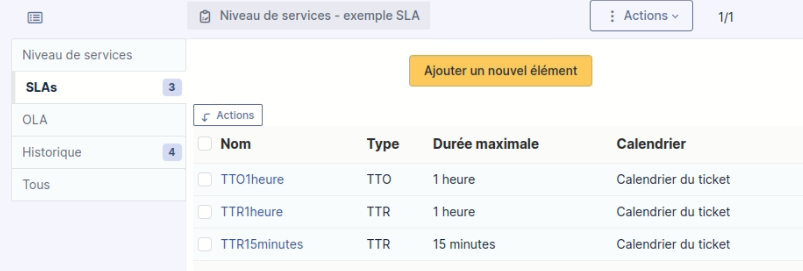 Niveau de services - exemple SLA
Actions
1/1
Niveau de services
SLAs 3
OLA
Historique 4
Tous
Ajouter un nouvel élément
Actions
Nom Type Durée maximale Calendrier
TTO1heure TTO 1 heure Calendrier du ticket
TTR1heure TTR 1 heure Calendrier du ticket
TTR15minutes TTR 15 minutes Calendrier du ticket